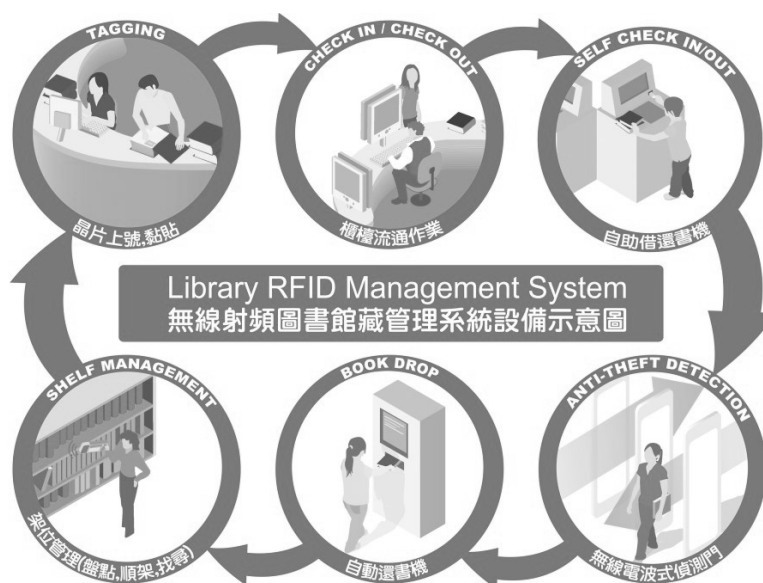 TAGGING
晶片上號,黏貼
CHECK IN / CHECK OUT
櫃檯流通作業
SELF CHECK IN/OUT
自助借還書機
Library RFID Management System
無線射頻圖書館藏管理系統設備示意圖
SHELF MANAGEMENT
架位管理(盤點,順架,找尋)
BOOK DROP
自動還書機
ANTI-THEFT DETECTION
無線電波式偵測門